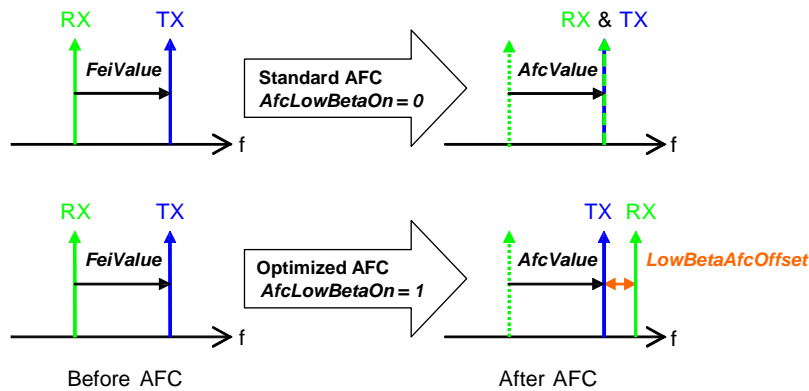 RX TX
FeiValue
f
Standard AFC
AfcLowBetaOn = 0
RX & TX
AfcValue
f
RX TX
FeiValue
f
Optimized AFC
AfcLowBetaOn = 1
TX RX
AfcValue
LowBetaAfcOffset
f
Before AFC
After AFC